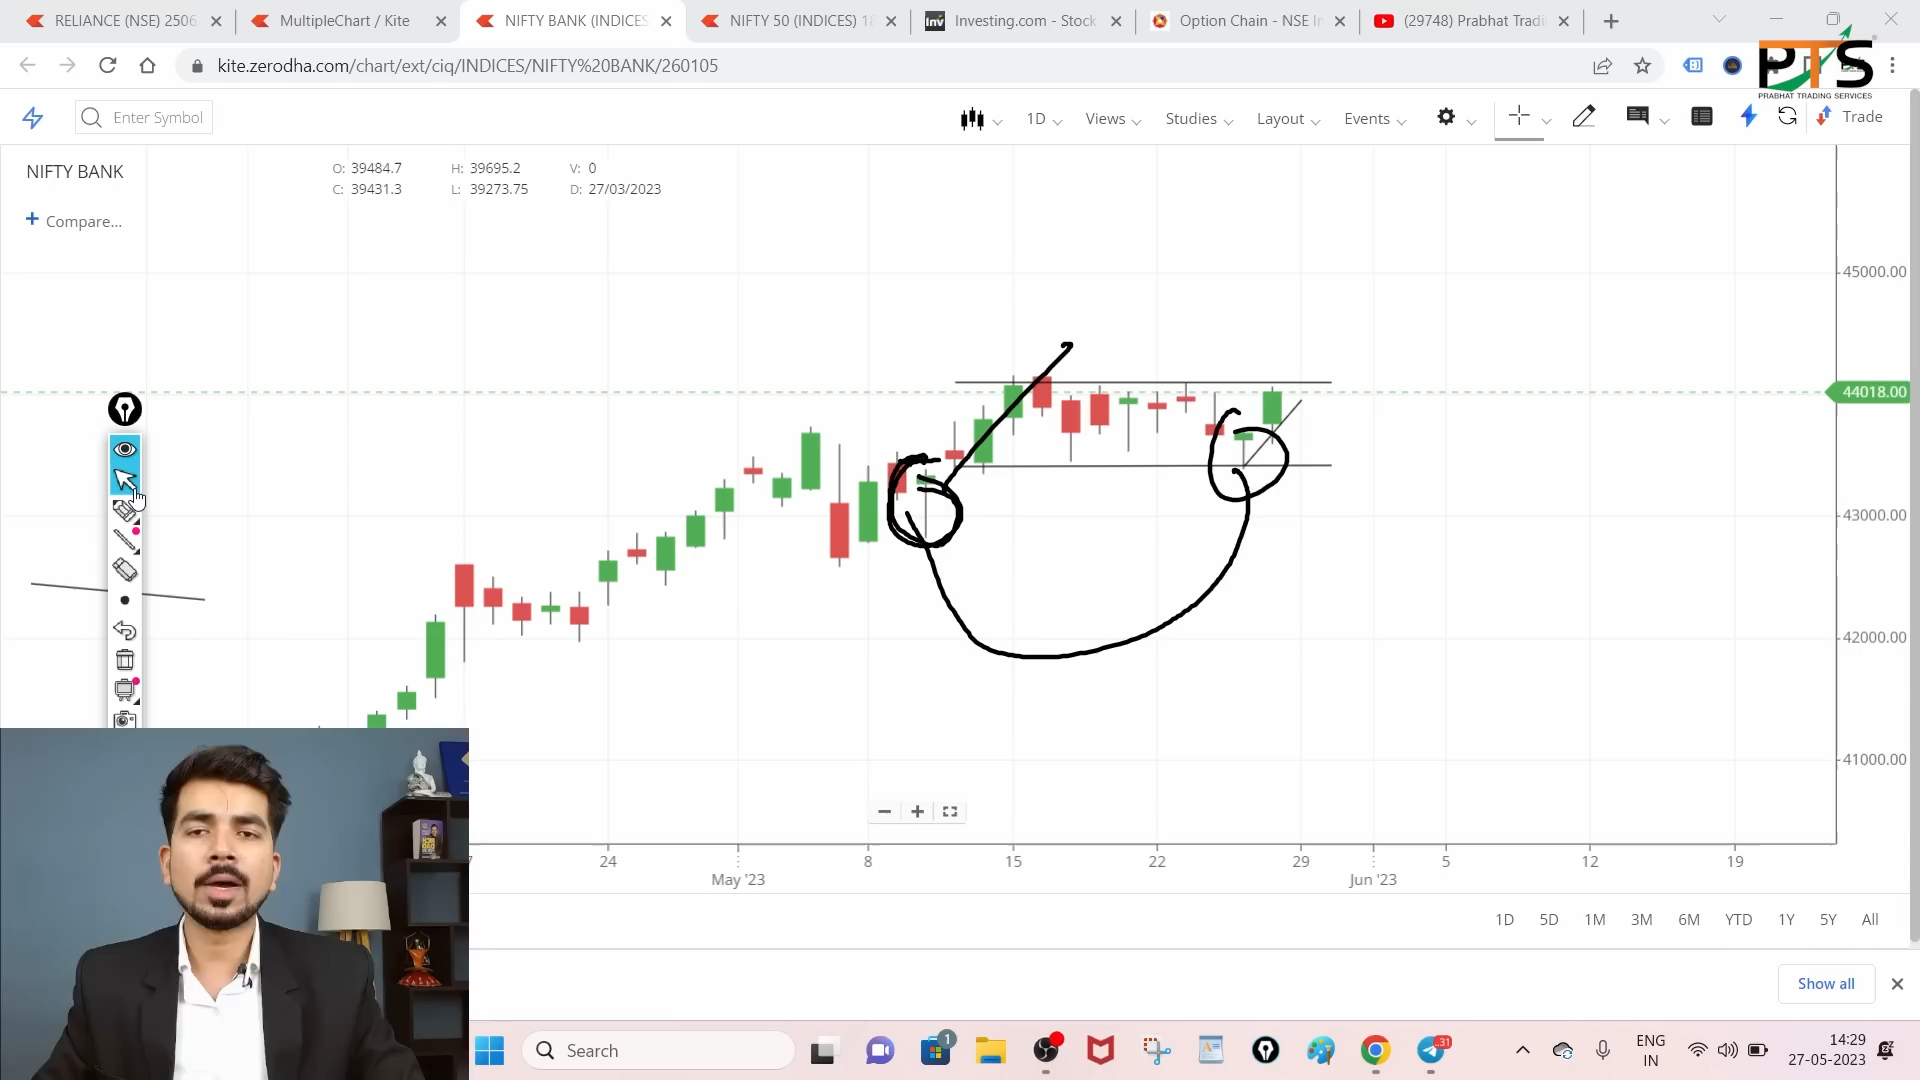 RELIANCE (NSE) 2506
MultipleChart / Kite
NIFTY BANK (INDICES
NIFTY 50 (INDICES) 18
Investing.com - Stock
Option Chain - NSE In
(29748) Prabhat Tradi
kite.zerodha.com/chart/ext/ciq/INDICES/NIFTY%20BANK/260105
PTS
PRABHAT TRADING SERVICES
Enter Symbol
1D
Views
Studies
Layout
Events
Trade
NIFTY BANK
O: 39484.7 H: 39695.2 V: 0
C: 39431.3 L: 39273.75 D: 27/03/2023
+ Compare...
45000.00
44018.00
43000.00
42000.00
41000.00
24 8 15 22 29 5 12 19
May '23 Jun '23
1D 5D 1M 3M 6M YTD 1Y 5Y All
Show all
Search
1
31
ENG
IN
14:29
27-05-2023